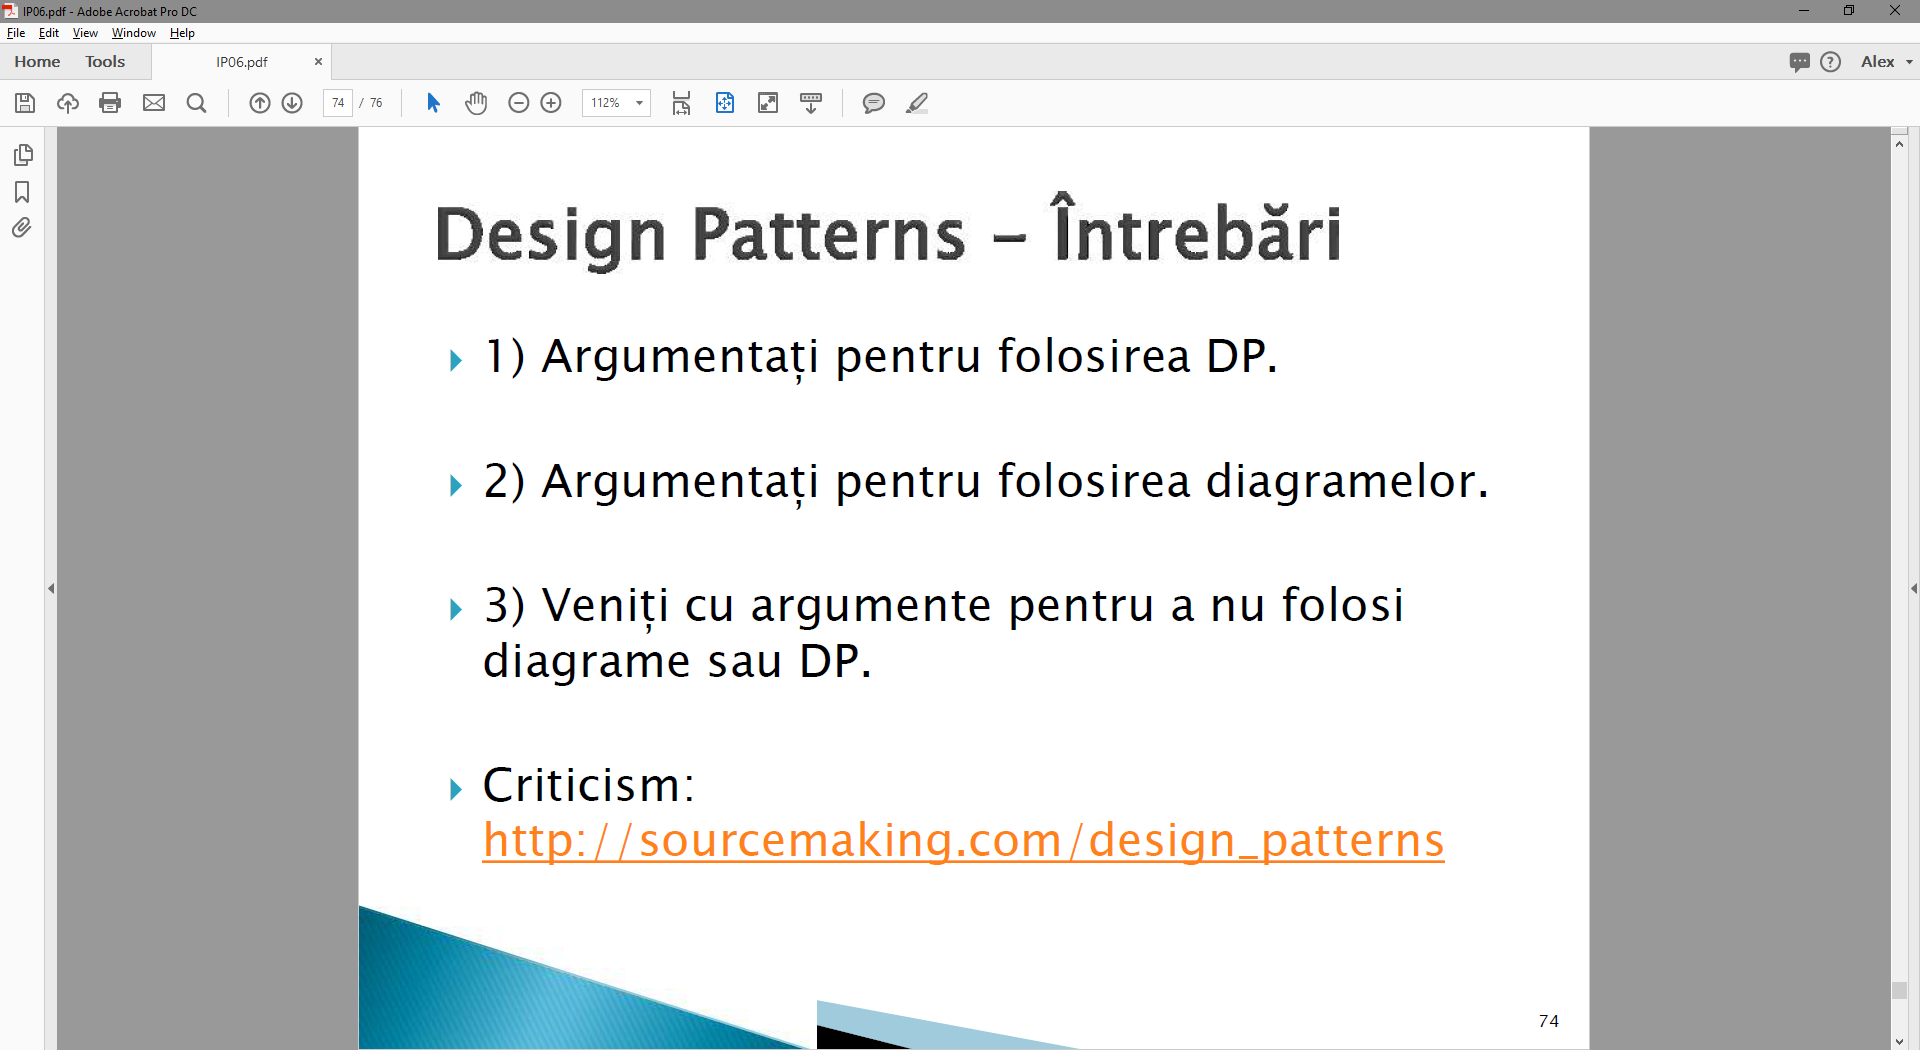 IP06.pdf - Adobe Acrobat Pro DC
File Edit View Window Help
Home Tools IP06.pdf × Alex
74 / 76 112%
Design Patterns – Întrebări
1) Argumentați pentru folosirea DP.
2) Argumentați pentru folosirea diagramelor.
3) Veniți cu argumente pentru a nu folosi
diagrame sau DP.
Criticism:
http://sourcemaking.com/design_patterns
74